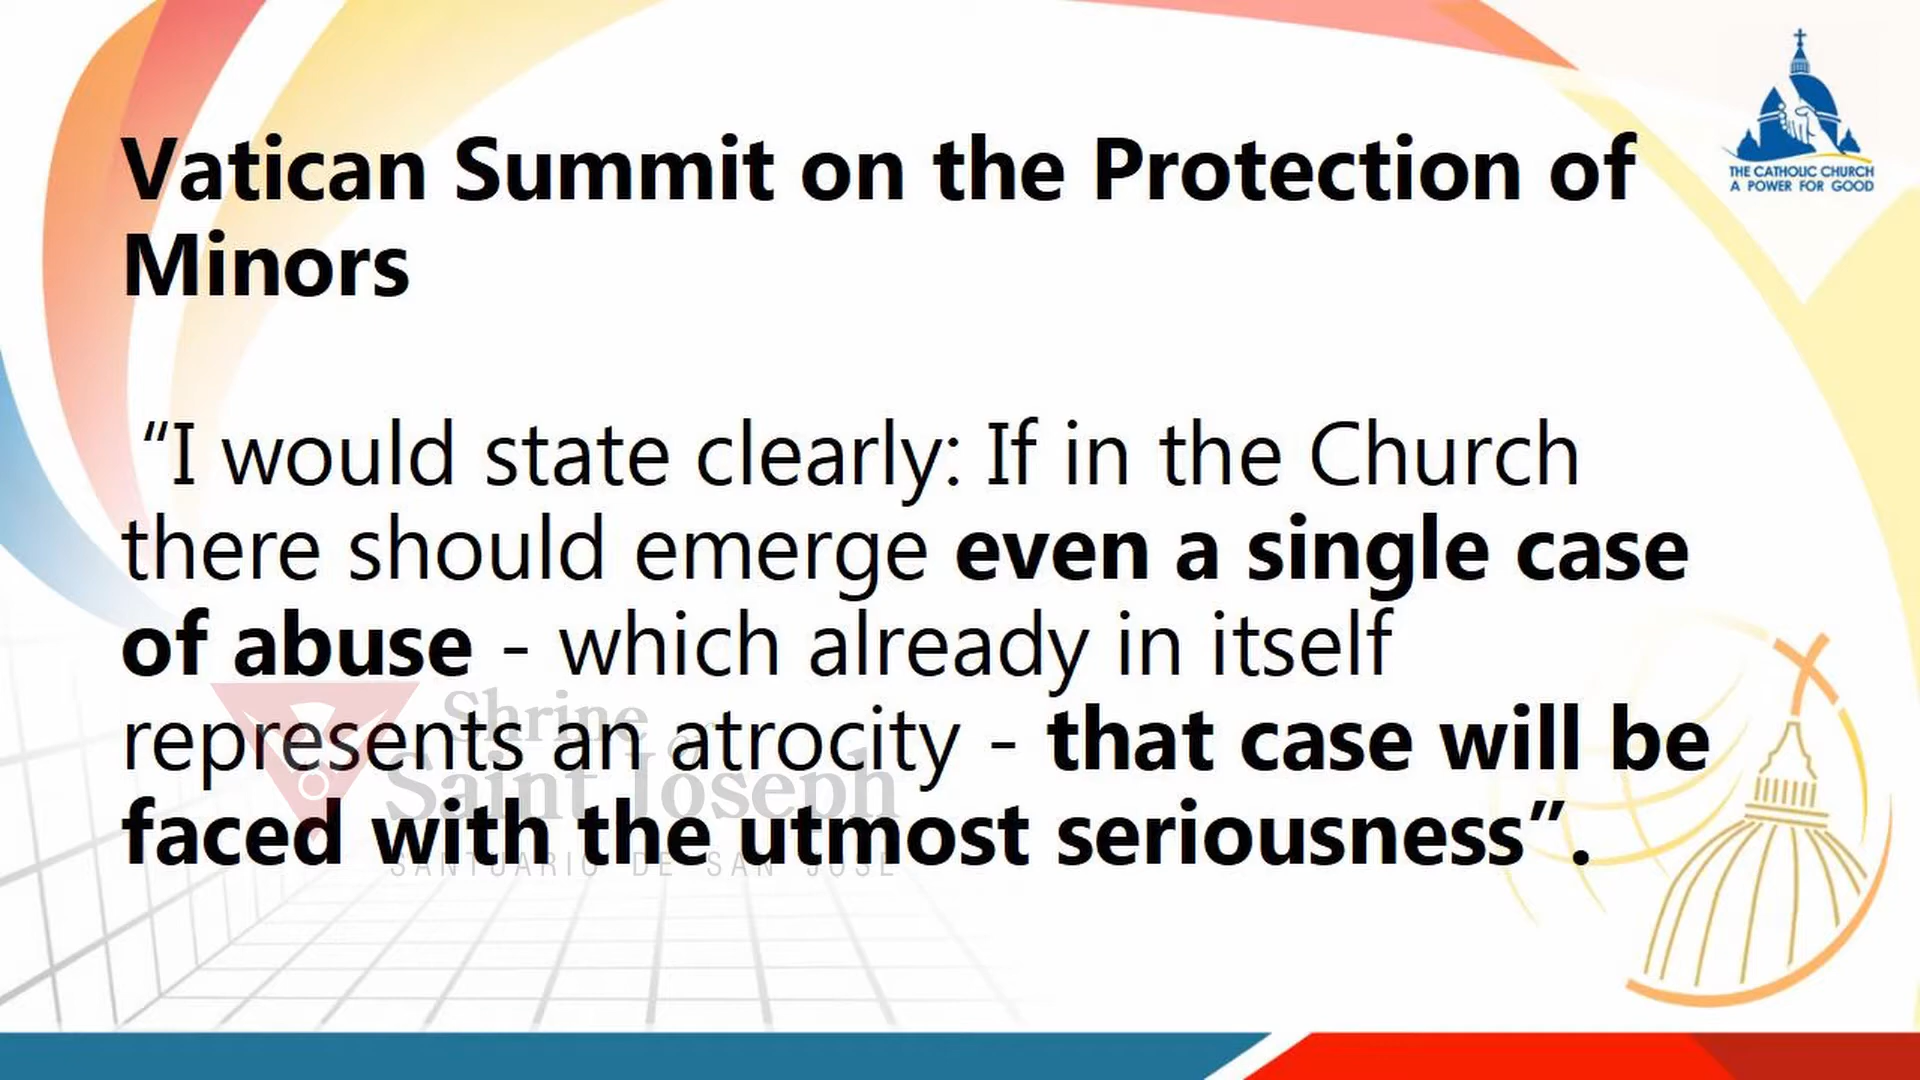 THE CATHOLIC CHURCH
A POWER FOR GOOD
Vatican Summit on the Protection of
Minors
“I would state clearly: If in the Church
there should emerge even a single case
of abuse - which already in itself
represents an atrocity - that case will be
faced with the utmost seriousness”.
Shrine of
Saint Joseph
SANTUARIO DE SAN JOSE